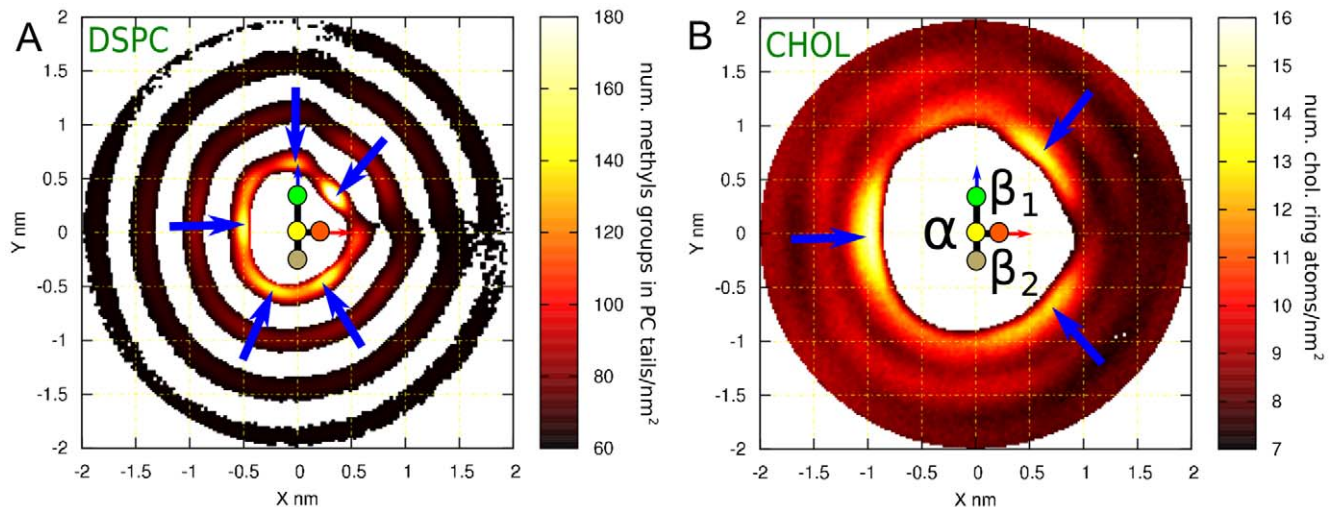 A
DSPC
2
1.5
1
0.5
0
-0.5
-1
-1.5
-2
Y nm
-2 -1.5 -1 -0.5 0 0.5 1 1.5 2
X nm
180
160
140
120
100
80
60
num. methyls groups in PC tails/nm²
B
CHOL
2
1.5
1
0.5
0
-0.5
-1
-1.5
-2
Y nm
α
β₁
β₂
-2 -1.5 -1 -0.5 0 0.5 1 1.5 2
X nm
16
15
14
13
12
11
10
9
8
7
num. chol. ring atoms/nm²